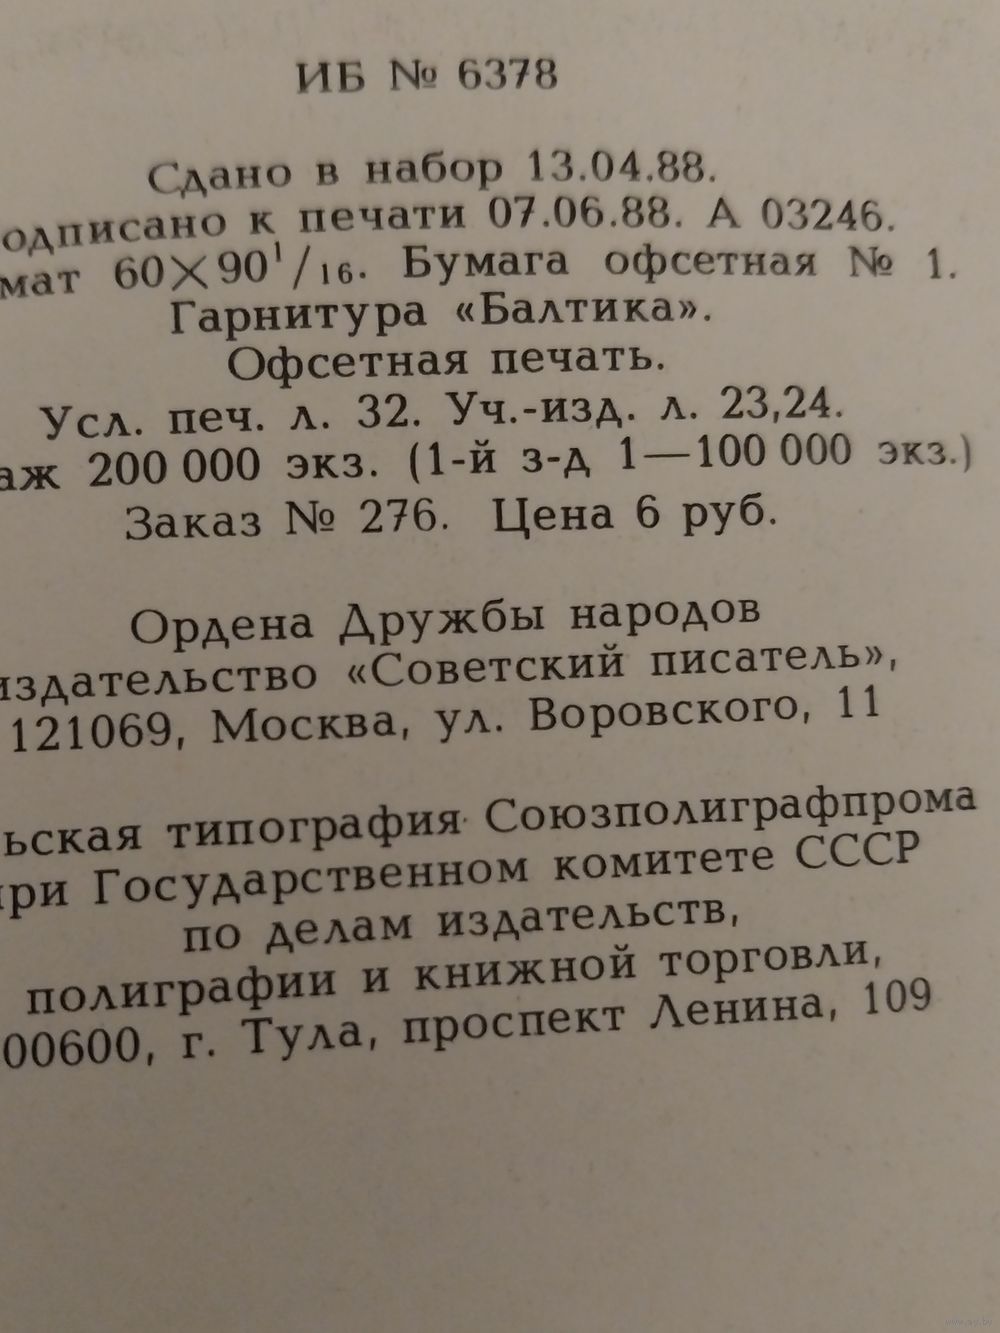 ИБ № 6378
Сдано в набор 13.04.88.
одписано к печати 07.06.88. А 03246.
мат 60×90¹/₁₆. Бумага офсетная № 1.
Гарнитура «Балтика».
Офсетная печать.
Усл. печ. л. 32. Уч.-изд. л. 23,24.
аж 200 000 экз. (1-й з-д 1—100 000 экз.)
Заказ № 276. Цена 6 руб.
Ордена Дружбы народов
издательство «Советский писатель»,
121069, Москва, ул. Воровского, 11
ьская типография Союзполиграфпрома
при Государственном комитете СССР
по делам издательств,
полиграфии и книжной торговли,
00600, г. Тула, проспект Ленина, 109